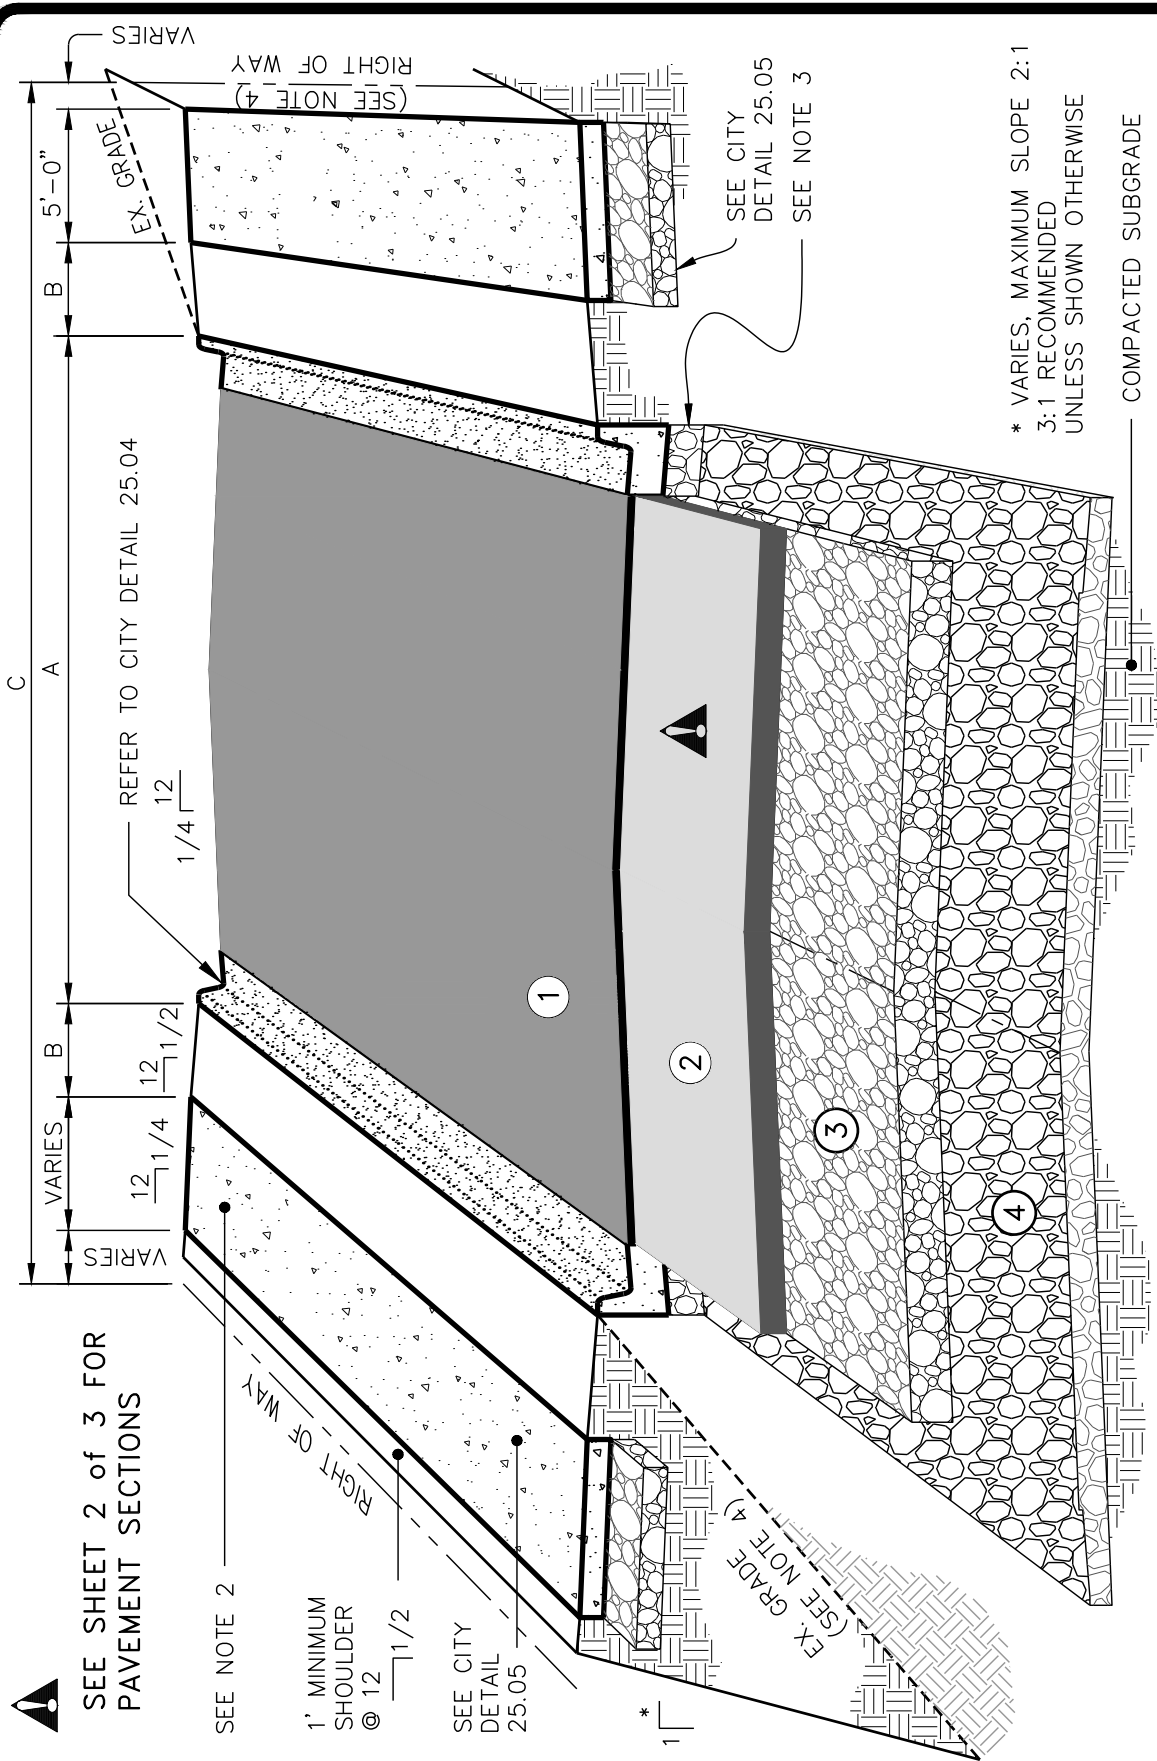 SEE SHEET 2 of 3 FOR
PAVEMENT SECTIONS
C
VARIES
VARIES
B
A
B
5'-0"
VARIES
12
1/4
12
1 1/2
REFER TO CITY DETAIL 25.04
12
1/4
EX. GRADE
RIGHT OF WAY
(SEE NOTE 4)
SEE NOTE 2
RIGHT OF WAY
1' MINIMUM
SHOULDER
@ 12
1 1/2
SEE CITY
DETAIL
25.05
*
1
EX. GRADE
(SEE NOTE 4)
1
2
3
4
SEE CITY
DETAIL 25.05
SEE NOTE 3
* VARIES, MAXIMUM SLOPE 2:1
3:1 RECOMMENDED
UNLESS SHOWN OTHERWISE
COMPACTED SUBGRADE